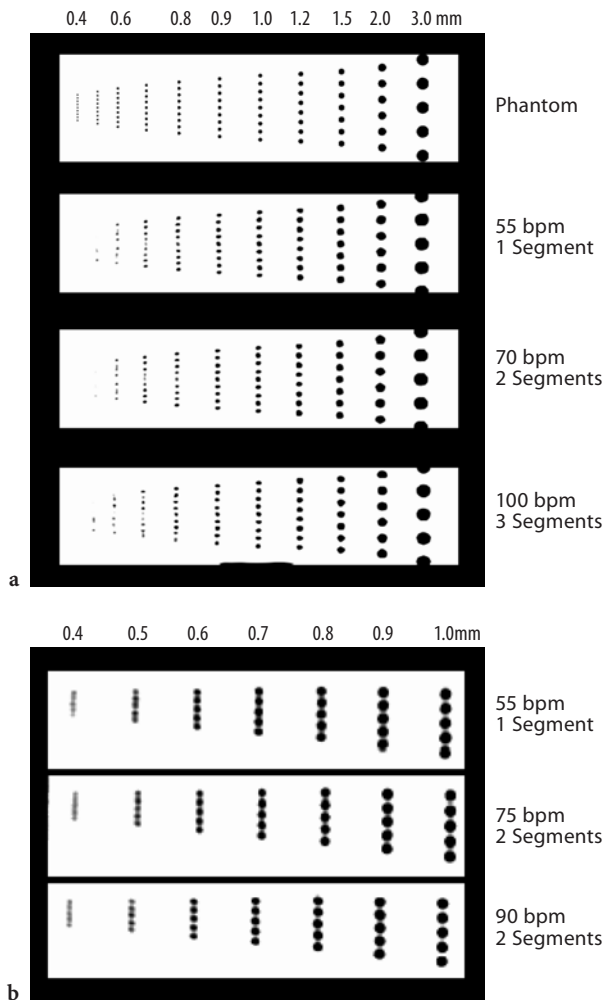 0.4 0.6 0.8 0.9 1.0 1.2 1.5 2.0 3.0 mm
Phantom
55 bpm
1 Segment
70 bpm
2 Segments
100 bpm
3 Segments
a
0.4 0.5 0.6 0.7 0.8 0.9 1.0mm
55 bpm
1 Segment
75 bpm
2 Segments
90 bpm
2 Segments
b